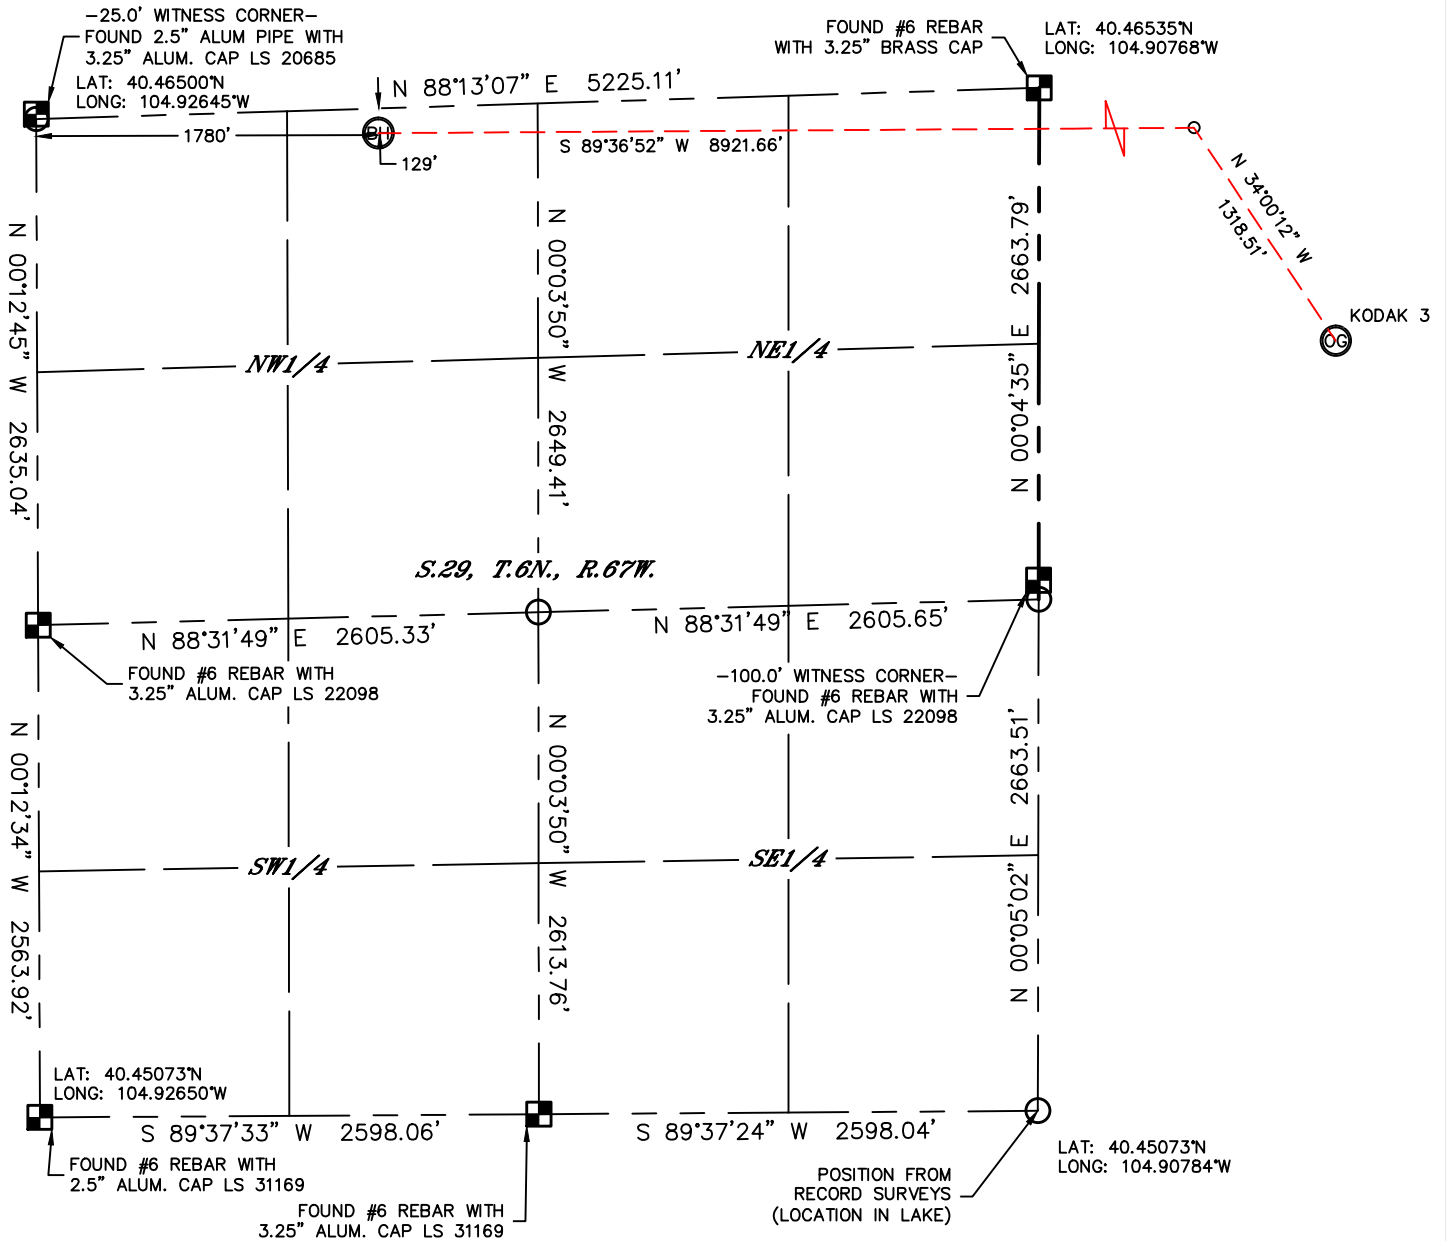 -25.0' WITNESS CORNER-
FOUND 2.5" ALUM PIPE WITH
3.25" ALUM. CAP LS 20685
LAT: 40.46500°N
LONG: 104.92645°W
N 88°13'07" E 5225.11'
FOUND #6 REBAR
WITH 3.25" BRASS CAP
LAT: 40.46535°N
LONG: 104.90768°W
1780'
BH
129'
S 89°36'52" W 8921.66'
N 34°00'12" W
1318.51'
KODAK 3
OG
N 00°12'45" W 2635.04'
N 00°03'50" W 2649.41'
N 00°04'35" E 2663.79'
NW1/4
NE1/4
S.29, T.6N., R.67W.
N 88°31'49" E 2605.33'
N 88°31'49" E 2605.65'
FOUND #6 REBAR WITH
3.25" ALUM. CAP LS 22098
-100.0' WITNESS CORNER-
FOUND #6 REBAR WITH
3.25" ALUM. CAP LS 22098
N 00°12'34" W 2563.92'
N 00°03'50" W 2613.76'
N 00°05'02" E 2663.51'
SW1/4
SE1/4
LAT: 40.45073°N
LONG: 104.92650°W
S 89°37'33" W 2598.06'
S 89°37'24" W 2598.04'
FOUND #6 REBAR WITH
2.5" ALUM. CAP LS 31169
FOUND #6 REBAR WITH
3.25" ALUM. CAP LS 31169
POSITION FROM
RECORD SURVEYS
(LOCATION IN LAKE)
LAT: 40.45073°N
LONG: 104.90784°W